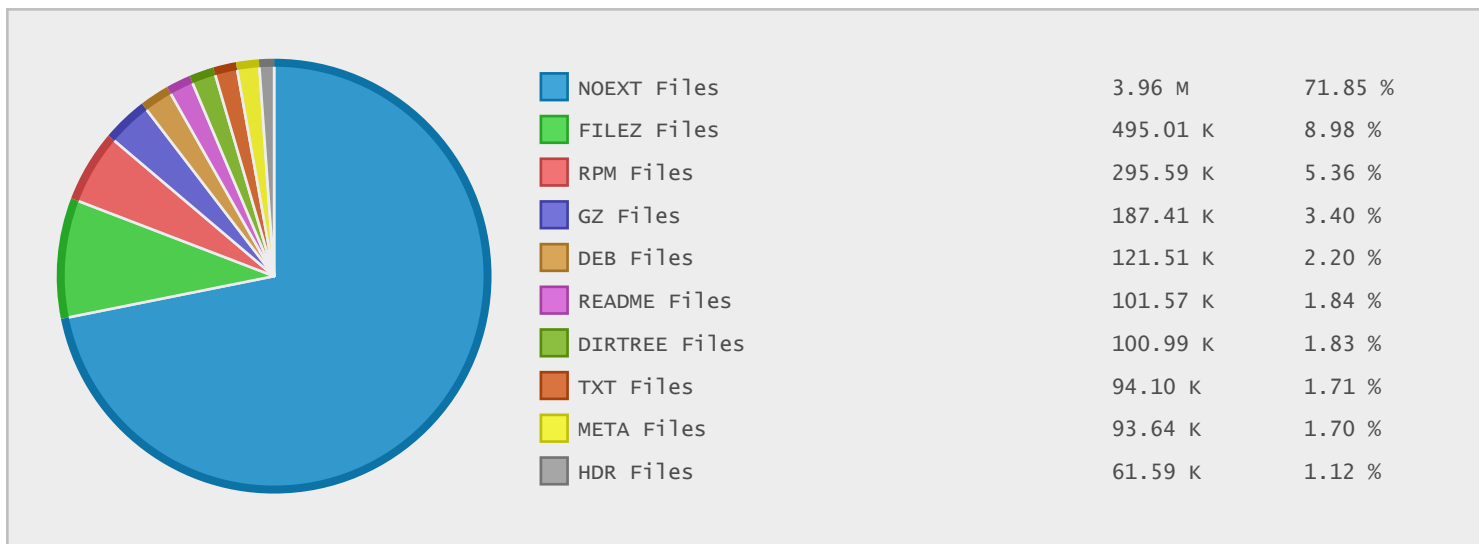 NOEXT Files 3.96 M 71.85 %
FILEZ Files 495.01 K 8.98 %
RPM Files 295.59 K 5.36 %
GZ Files 187.41 K 3.40 %
DEB Files 121.51 K 2.20 %
README Files 101.57 K 1.84 %
DIRTREE Files 100.99 K 1.83 %
TXT Files 94.10 K 1.71 %
META Files 93.64 K 1.70 %
HDR Files 61.59 K 1.12 %